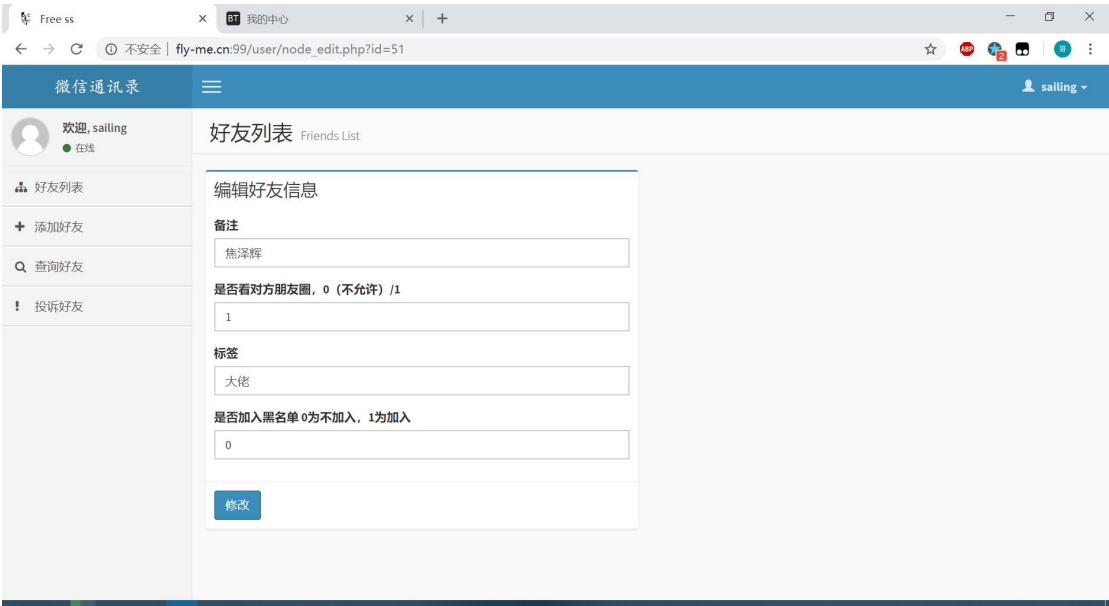 Free ss
我的中心
不安全 fly-me.cn:99/user/node_edit.php?id=51
ABP
2
哥
微信通讯录
sailing
欢迎, sailing
在线
好友列表 Friends List
好友列表
添加好友
查询好友
投诉好友
编辑好友信息
备注
焦泽辉
是否看对方朋友圈，0（不允许）/1
1
标签
大佬
是否加入黑名单 0为不加入，1为加入
0
修改